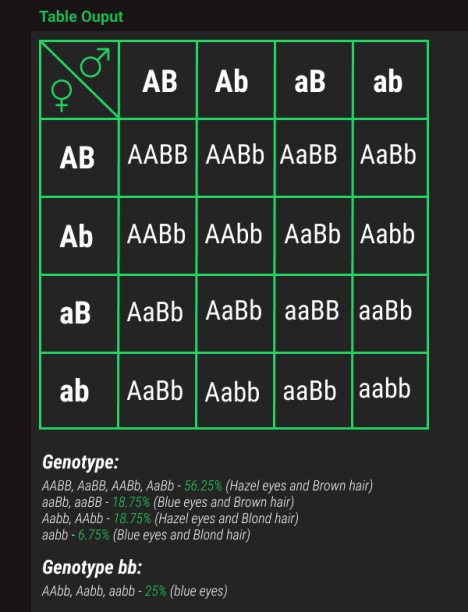 Table Ouput
AB Ab aB ab
AB AABB AABb AaBB AaBb
Ab AABb AAbb AaBb Aabb
aB AaBb AaBb aaBB aaBb
ab AaBb Aabb aaBb aabb
Genotype:
AABB, AaBB, AABb, AaBb - 56.25% (Hazel eyes and Brown hair)
aaBb, aaBB - 18.75% (Blue eyes and Brown hair)
Aabb, AAbb - 18.75% (Hazel eyes and Blond hair)
aabb - 6.75% (Blue eyes and Blond hair)
Genotype bb:
AAbb, Aabb, aabb - 25% (blue eyes)